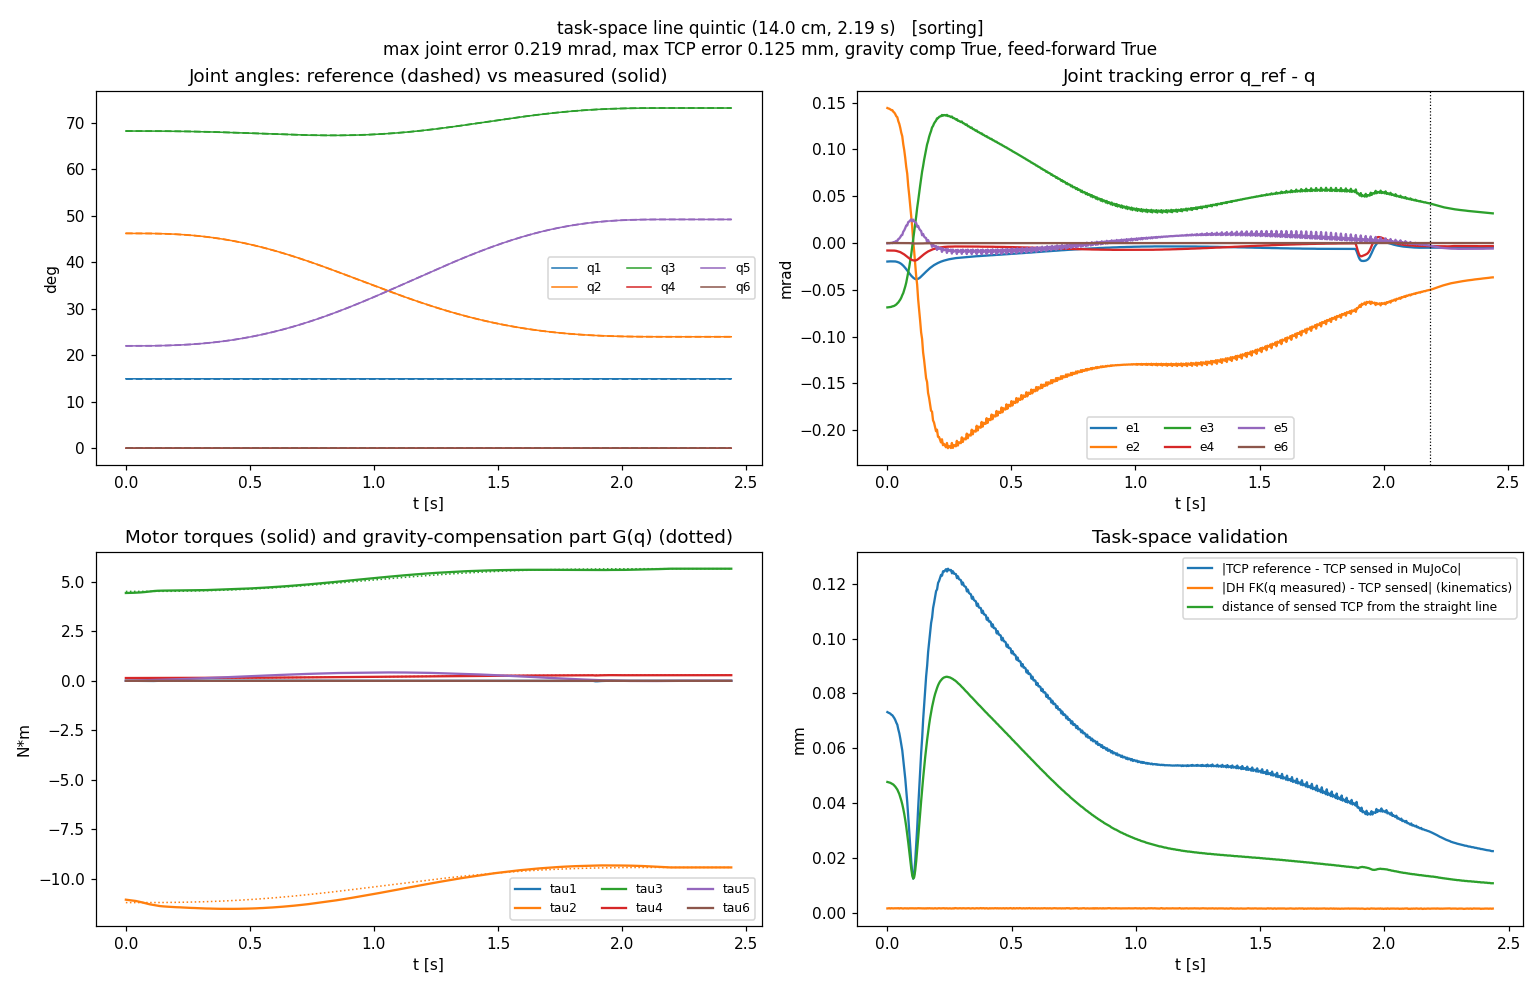 task-space line quintic (14.0 cm, 2.19 s)   [sorting]
max joint error 0.219 mrad, max TCP error 0.125 mm, gravity comp True, feed-forward True
Joint angles: reference (dashed) vs measured (solid)
70
60
50
40
30
20
10
0
deg
q1 q3 q5
q2 q4 q6
0.0 0.5 1.0 1.5 2.0 2.5
t [s]
Joint tracking error q_ref - q
0.15
0.10
0.05
0.00
−0.05
−0.10
−0.15
−0.20
mrad
e1 e3 e5
e2 e4 e6
0.0 0.5 1.0 1.5 2.0 2.5
t [s]
Motor torques (solid) and gravity-compensation part G(q) (dotted)
5.0
2.5
0.0
−2.5
−5.0
−7.5
−10.0
N*m
tau1 tau3 tau5
tau2 tau4 tau6
0.0 0.5 1.0 1.5 2.0 2.5
t [s]
Task-space validation
|TCP reference - TCP sensed in MuJoCo|
|DH FK(q measured) - TCP sensed| (kinematics)
distance of sensed TCP from the straight line
0.12
0.10
0.08
0.06
0.04
0.02
0.00
mm
0.0 0.5 1.0 1.5 2.0 2.5
t [s]